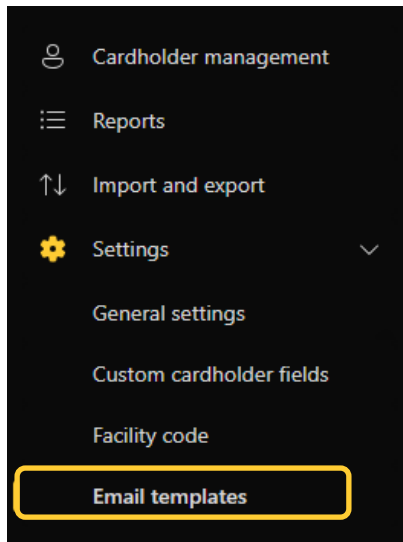 Cardholder management
Reports
Import and export
Settings
General settings
Custom cardholder fields
Facility code
Email templates